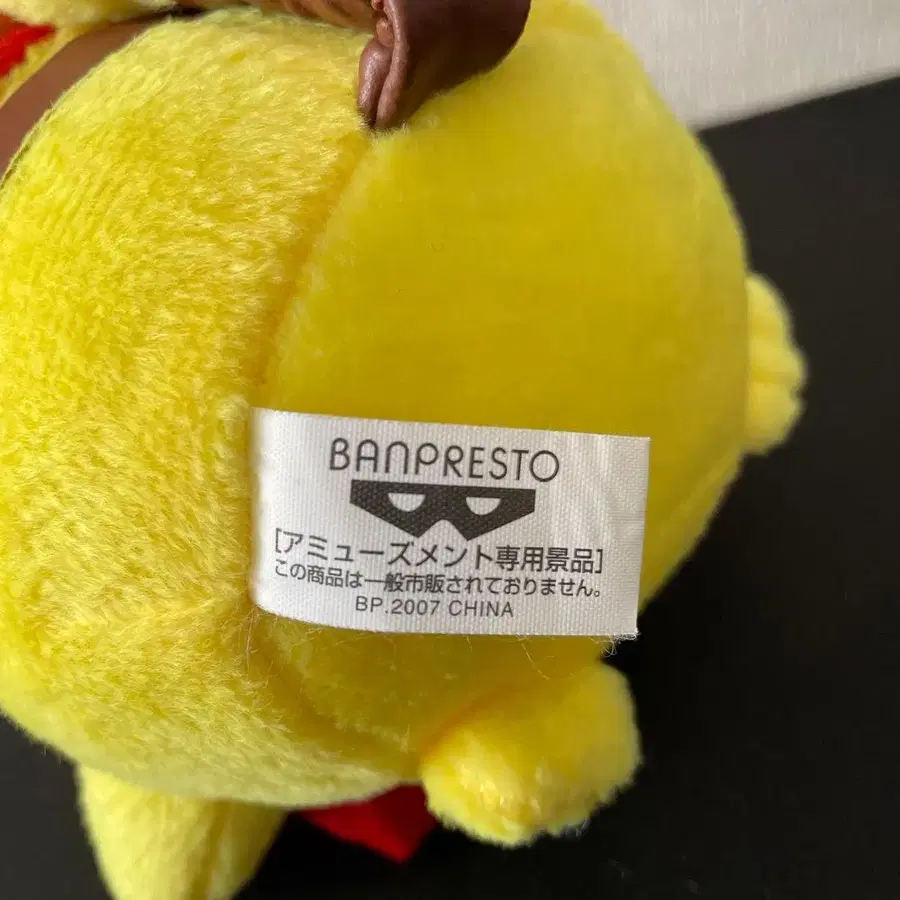 BANPRESTO
[アミューズメント専用景品]
この商品は一般市販されておりません。
BP.2007 CHINA